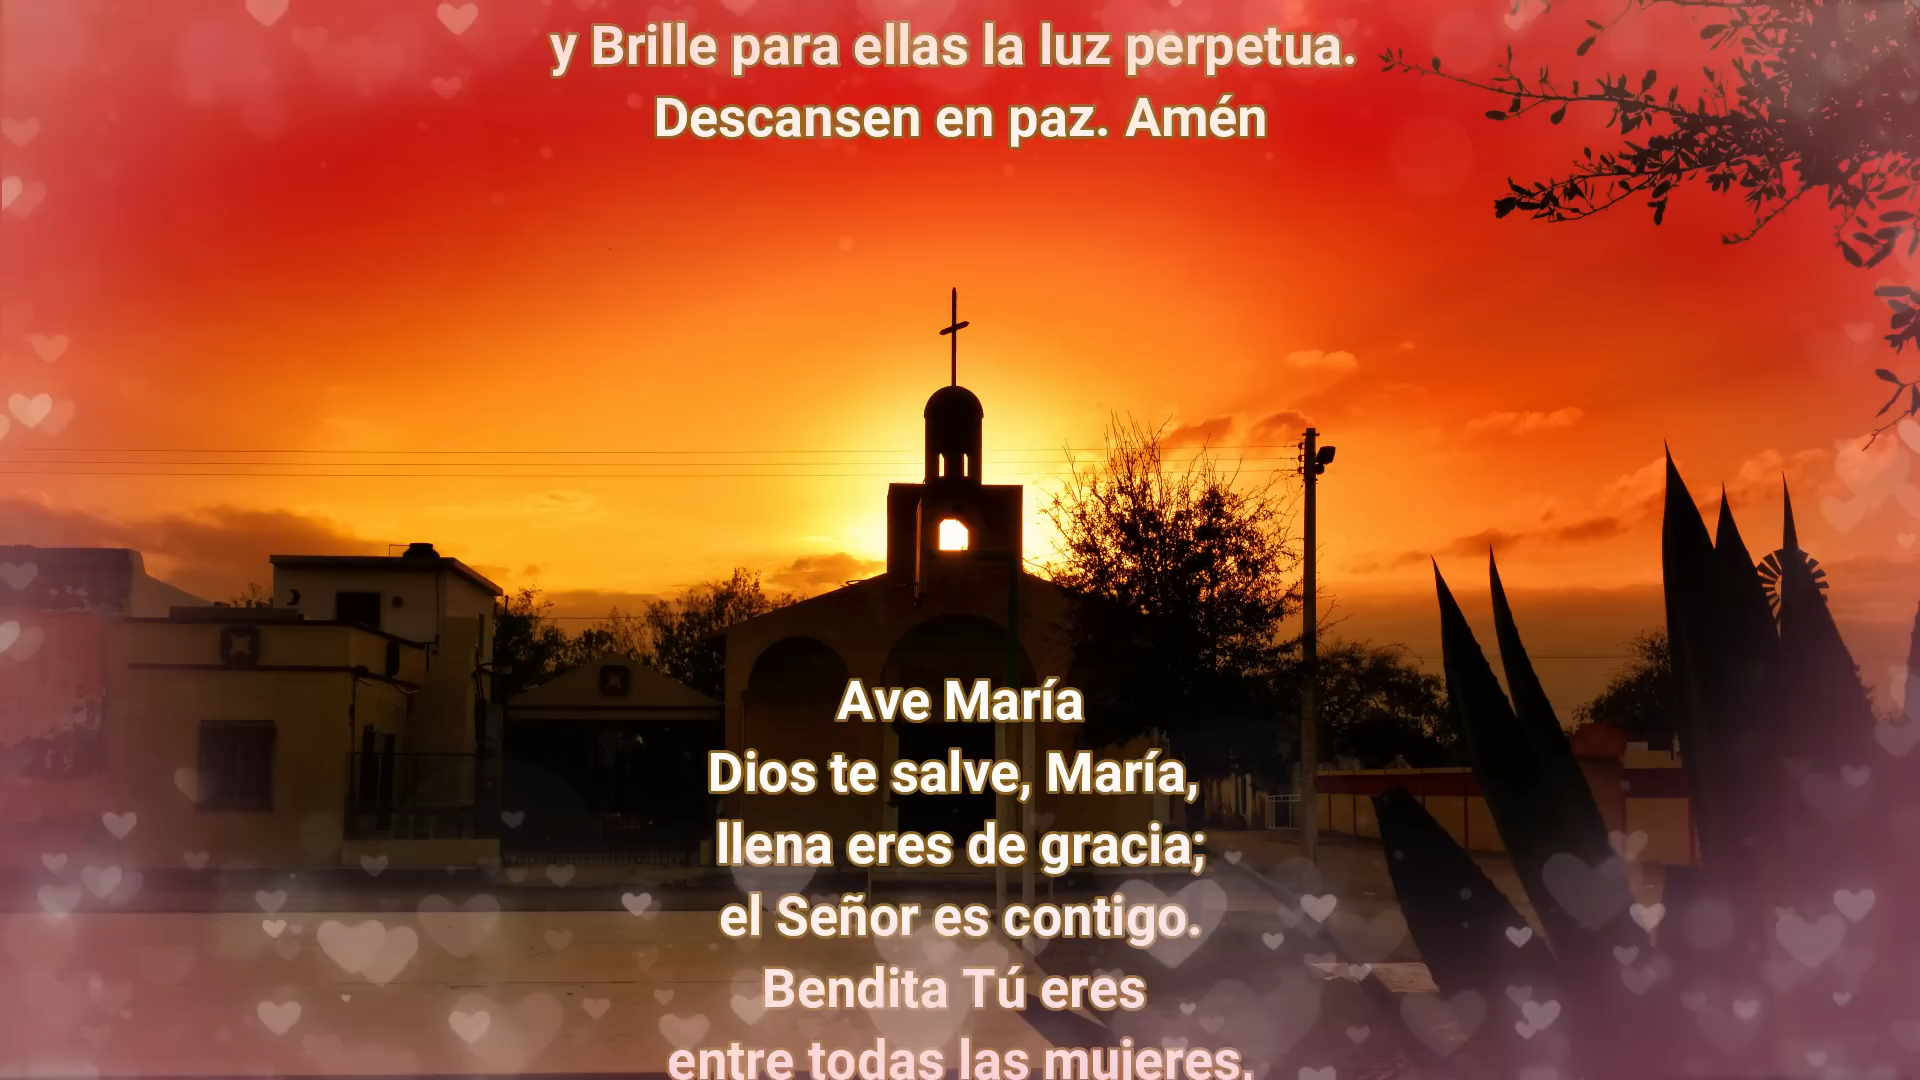 y Brille para ellas la luz perpetua.
Descansen en paz. Amén
Ave María
Dios te salve, María,
llena eres de gracia;
el Señor es contigo.
Bendita Tú eres
entre todas las mujeres,